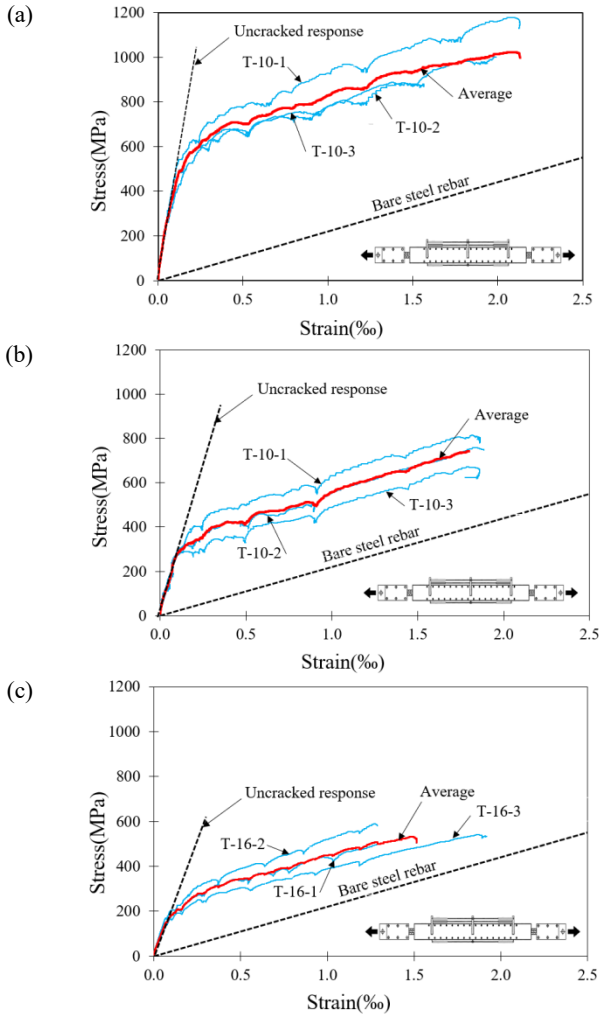 (a)
1200
1000
800
600
400
200
0
Stress(MPa)
Uncracked response
T-10-1
Average
T-10-2
T-10-3
Bare steel rebar
0.0 0.5 1.0 1.5 2.0 2.5
Strain(‰)
(b)
1200
1000
800
600
400
200
0
Stress(MPa)
Uncracked response
Average
T-10-1
T-10-3
T-10-2
Bare steel rebar
0.0 0.5 1.0 1.5 2.0 2.5
Strain(‰)
(c)
1200
1000
800
600
400
200
0
Stress(MPa)
Uncracked response
Average
T-16-3
T-16-2
T-16-1
Bare steel rebar
0.0 0.5 1.0 1.5 2.0 2.5
Strain(‰)